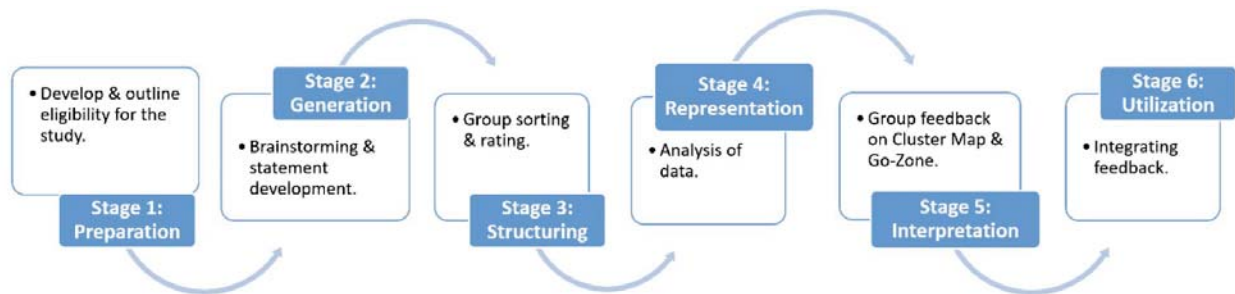 • Develop & outline
eligibility for the
study.
Stage 1:
Preparation
Stage 2:
Generation
• Brainstorming &
statement
development.
• Group sorting
& rating.
Stage 3:
Structuring
Stage 4:
Representation
• Analysis of
data.
• Group feedback
on Cluster Map &
Go-Zone.
Stage 5:
Interpretation
Stage 6:
Utilization
• Integrating
feedback.